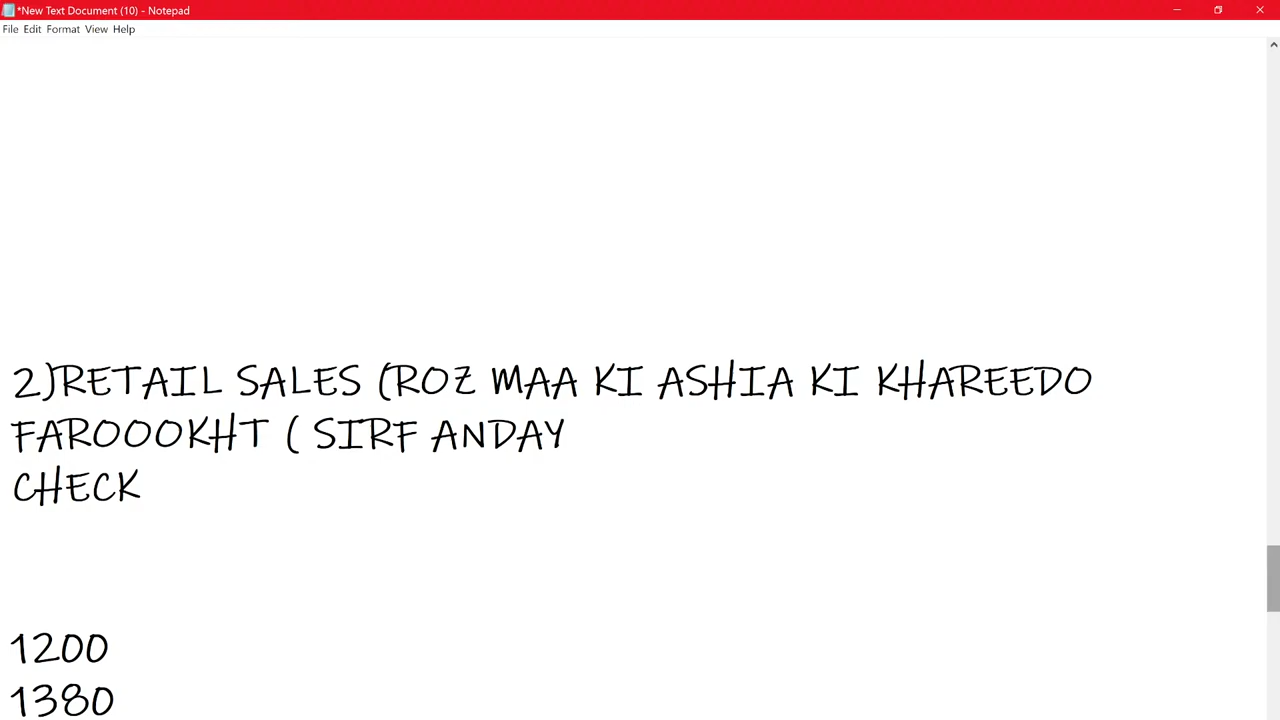 *New Text Document (10) - Notepad
File Edit Format View Help
2)RETAIL SALES (ROZ MAA KI ASHIA KI KHAREEDO
FAROOOKHT ( SIRF ANDAY
CHECK
1200
1380